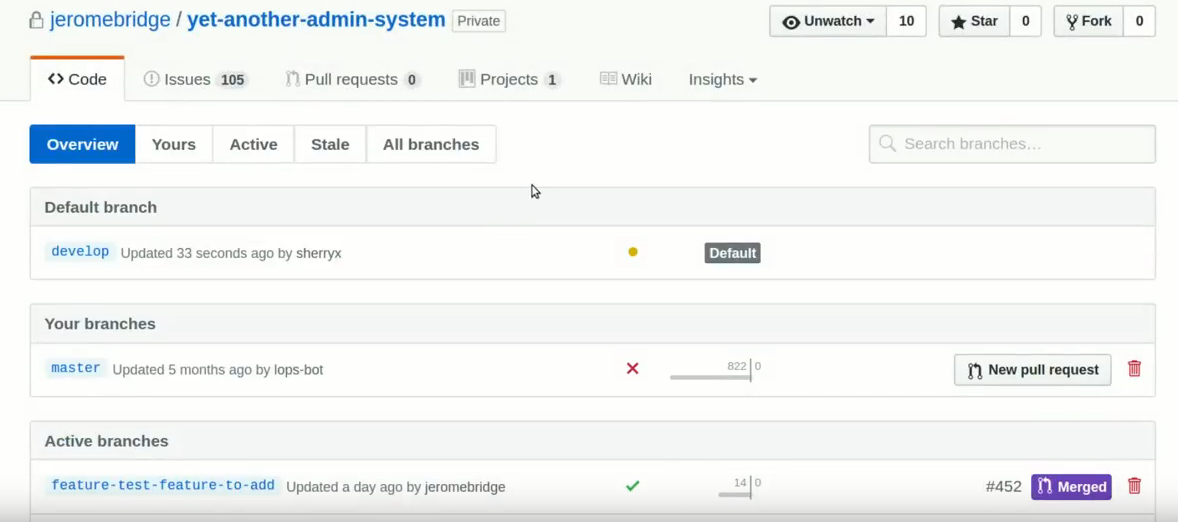 jeromebridge / yet-another-admin-system Private Unwatch 10 Star 0 Fork 0
Code Issues 105 Pull requests 0 Projects 1 Wiki Insights
Overview Yours Active Stale All branches Search branches...
Default branch
develop Updated 33 seconds ago by sherryx Default
Your branches
master Updated 5 months ago by lops-bot 822 0 New pull request
Active branches
feature-test-feature-to-add Updated a day ago by jeromebridge 14 0 #452 Merged